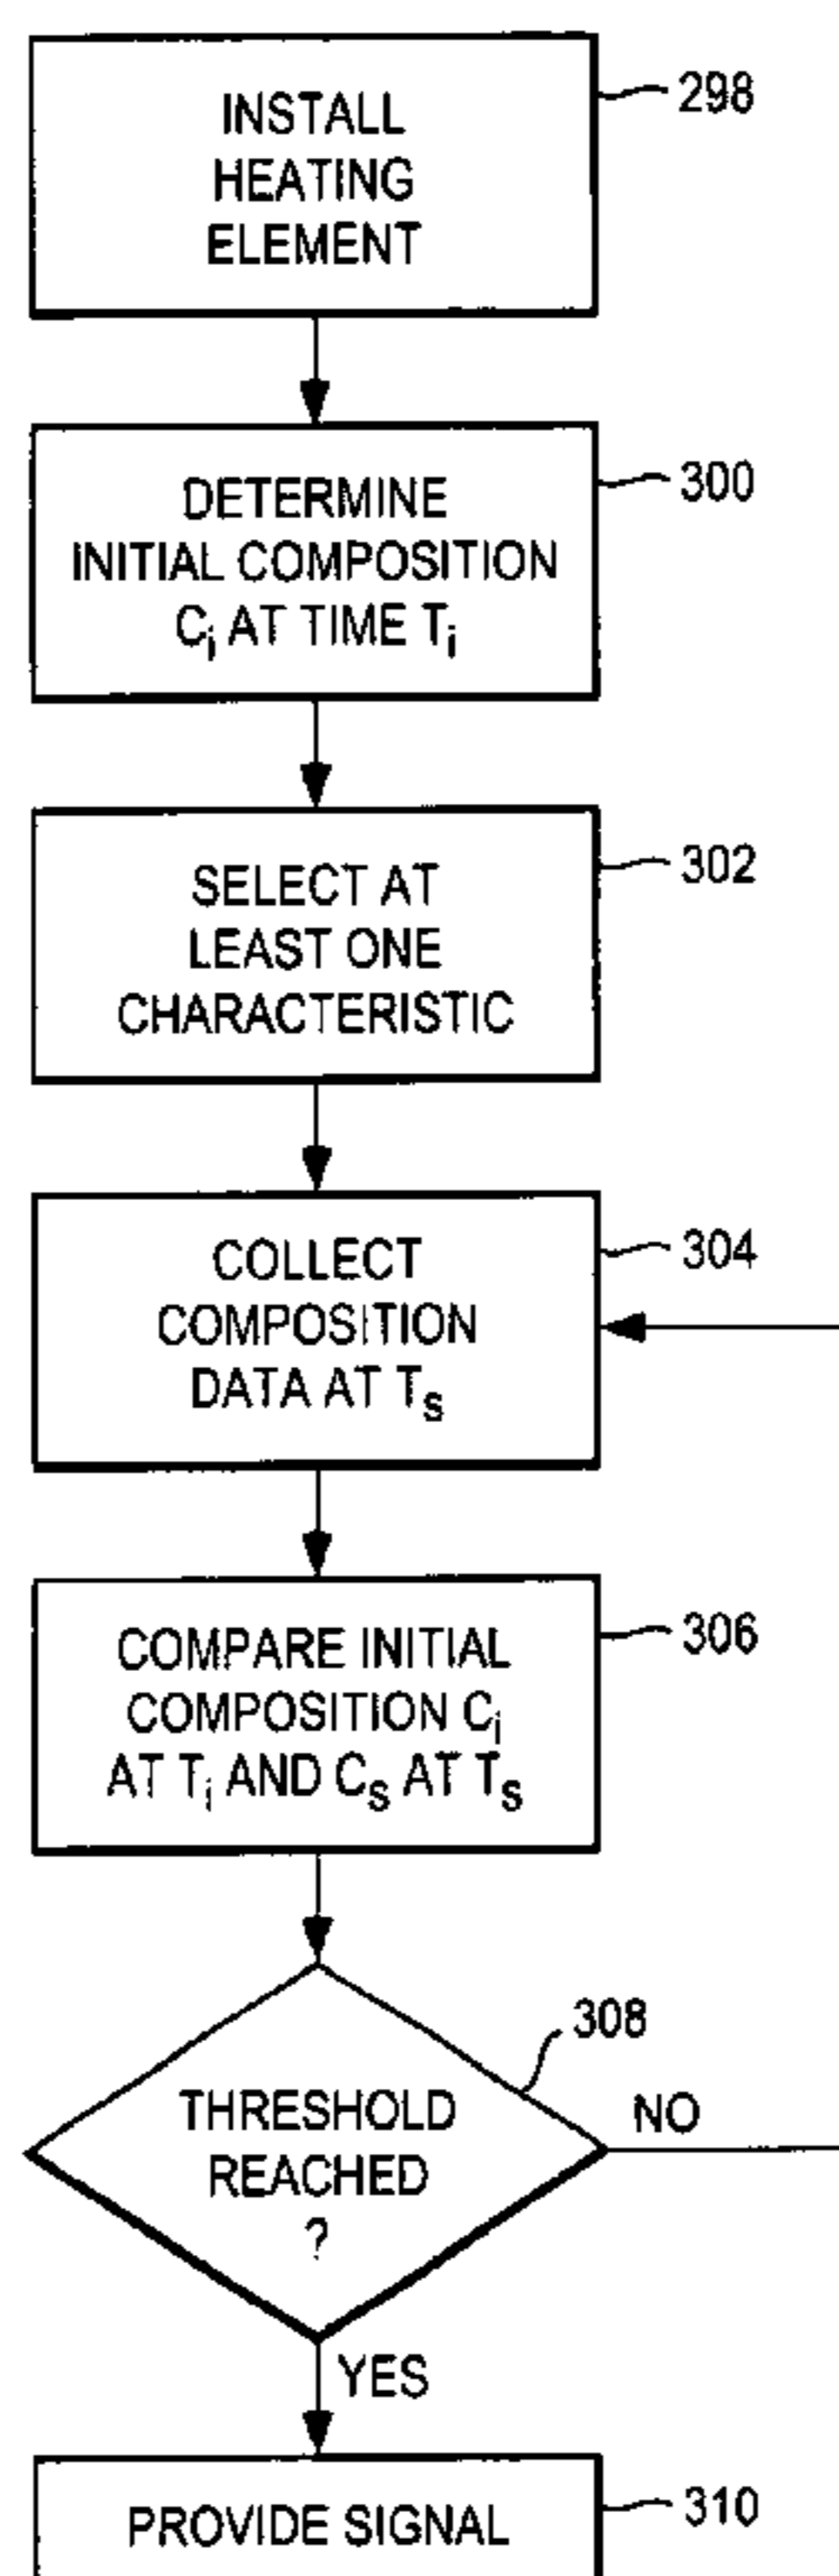 INSTALL
HEATING
ELEMENT
298
DETERMINE
INITIAL COMPOSITION
Ci AT TIME Ti
300
SELECT AT
LEAST ONE
CHARACTERISTIC
302
COLLECT
COMPOSITION
DATA AT Ts
304
COMPARE INITIAL
COMPOSITION Ci
AT Ti AND Cs AT Ts
306
THRESHOLD
REACHED
?
308
NO
YES
PROVIDE SIGNAL
310